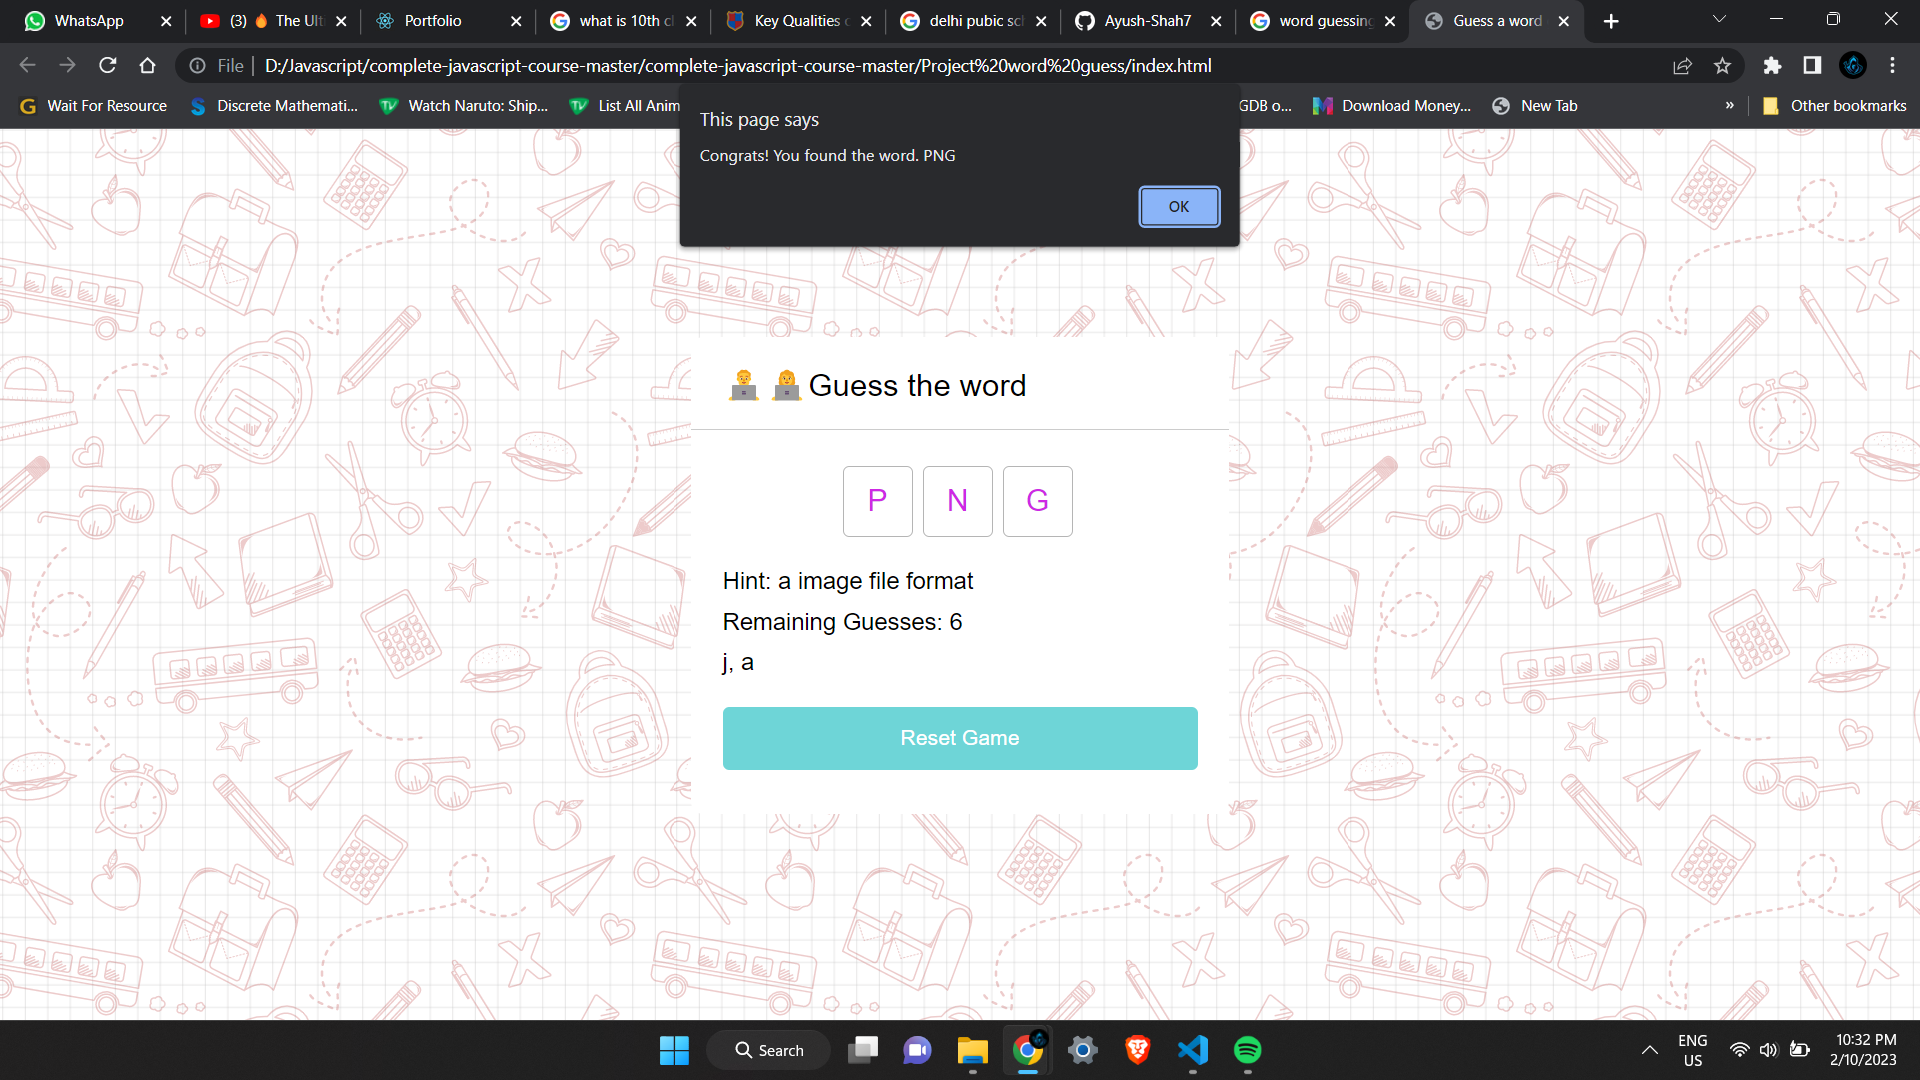 WhatsApp
(3) 🔥 The Ulti
Portfolio
what is 10th cl
Key Qualities o
delhi pubic sch
Ayush-Shah7
word guessing
Guess a word
File
D:/Javascript/complete-javascript-course-master/complete-javascript-course-master/Project%20word%20guess/index.html
Wait For Resource
Discrete Mathemati...
Watch Naruto: Ship...
List All Anim
GDB o...
Download Money...
New Tab
»
Other bookmarks
This page says
Congrats! You found the word. PNG
OK
👨‍💻 👩‍💻 Guess the word
P N G
Hint: a image file format
Remaining Guesses: 6
j, a
Reset Game
Search
ENG
US
10:32 PM
2/10/2023